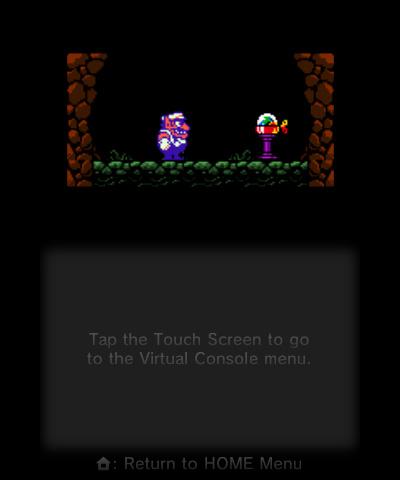 Tap the Touch Screen to go
to the Virtual Console menu.
: Return to HOME Menu